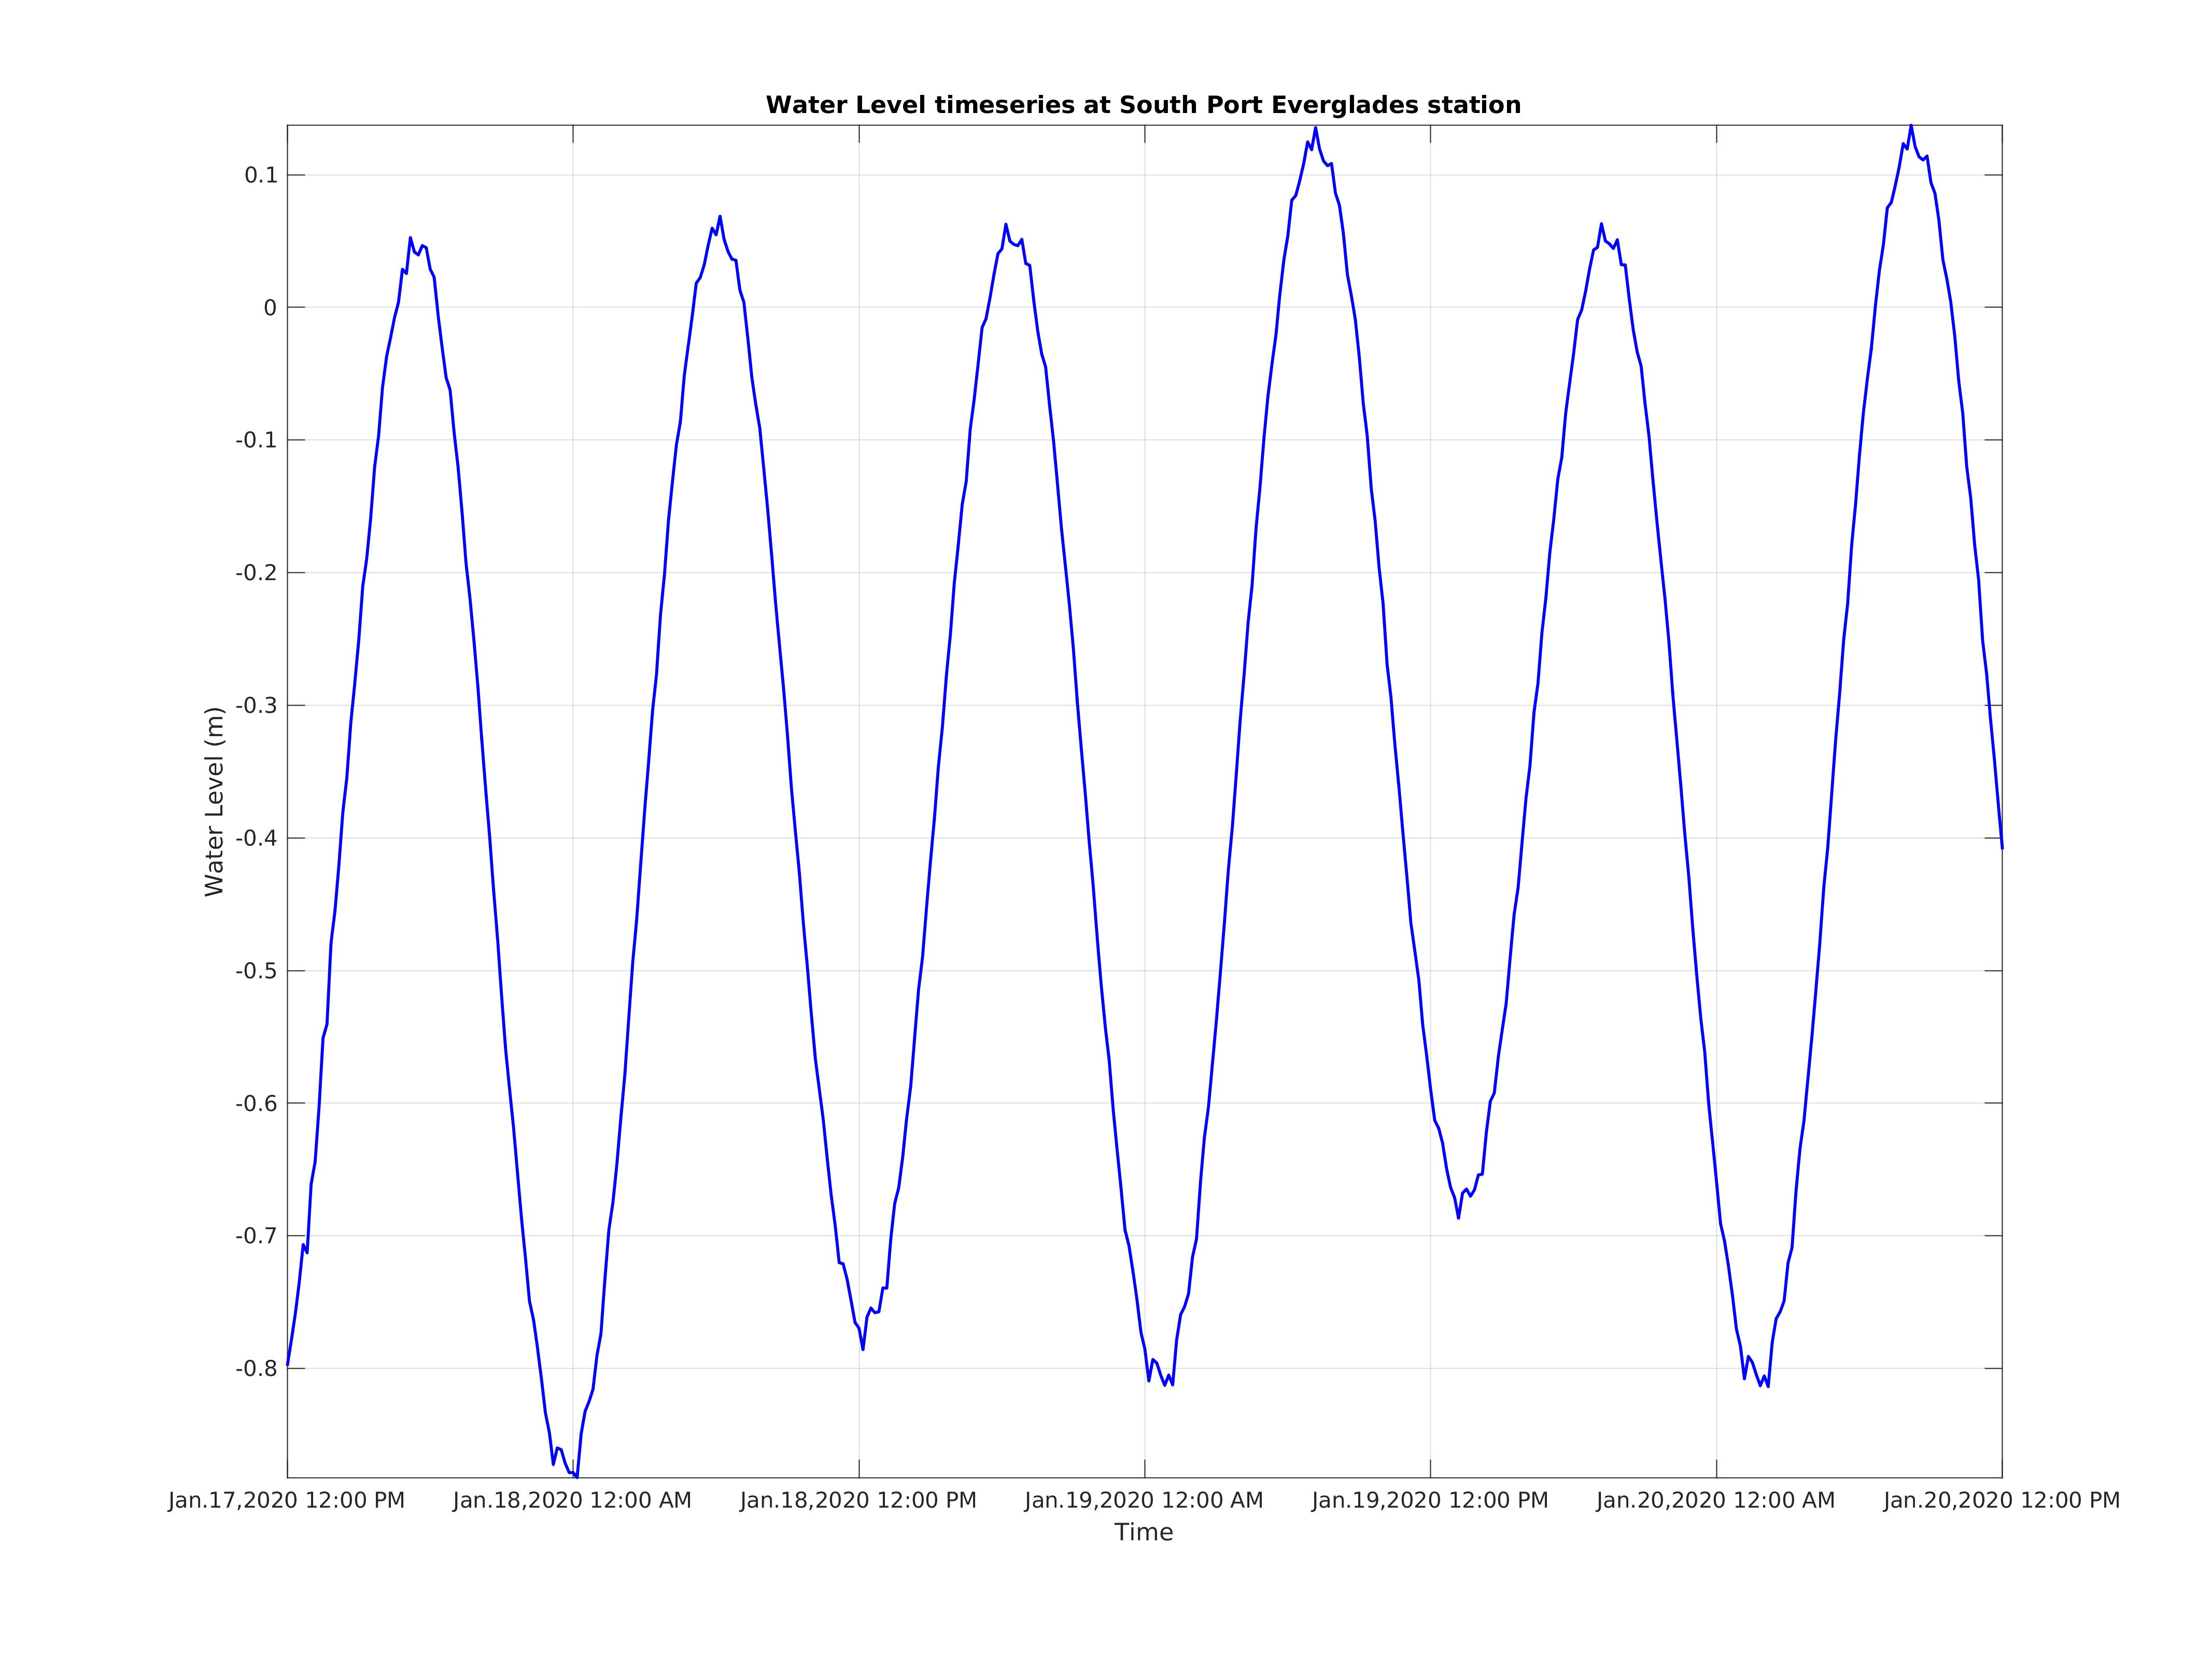 Water Level timeseries at South Port Everglades station
0.1
0
-0.1
-0.2
-0.3
-0.4
-0.5
-0.6
-0.7
-0.8
Water Level (m)
Jan.17,2020 12:00 PM Jan.18,2020 12:00 AM Jan.18,2020 12:00 PM Jan.19,2020 12:00 AM Jan.19,2020 12:00 PM Jan.20,2020 12:00 AM Jan.20,2020 12:00 PM
Time